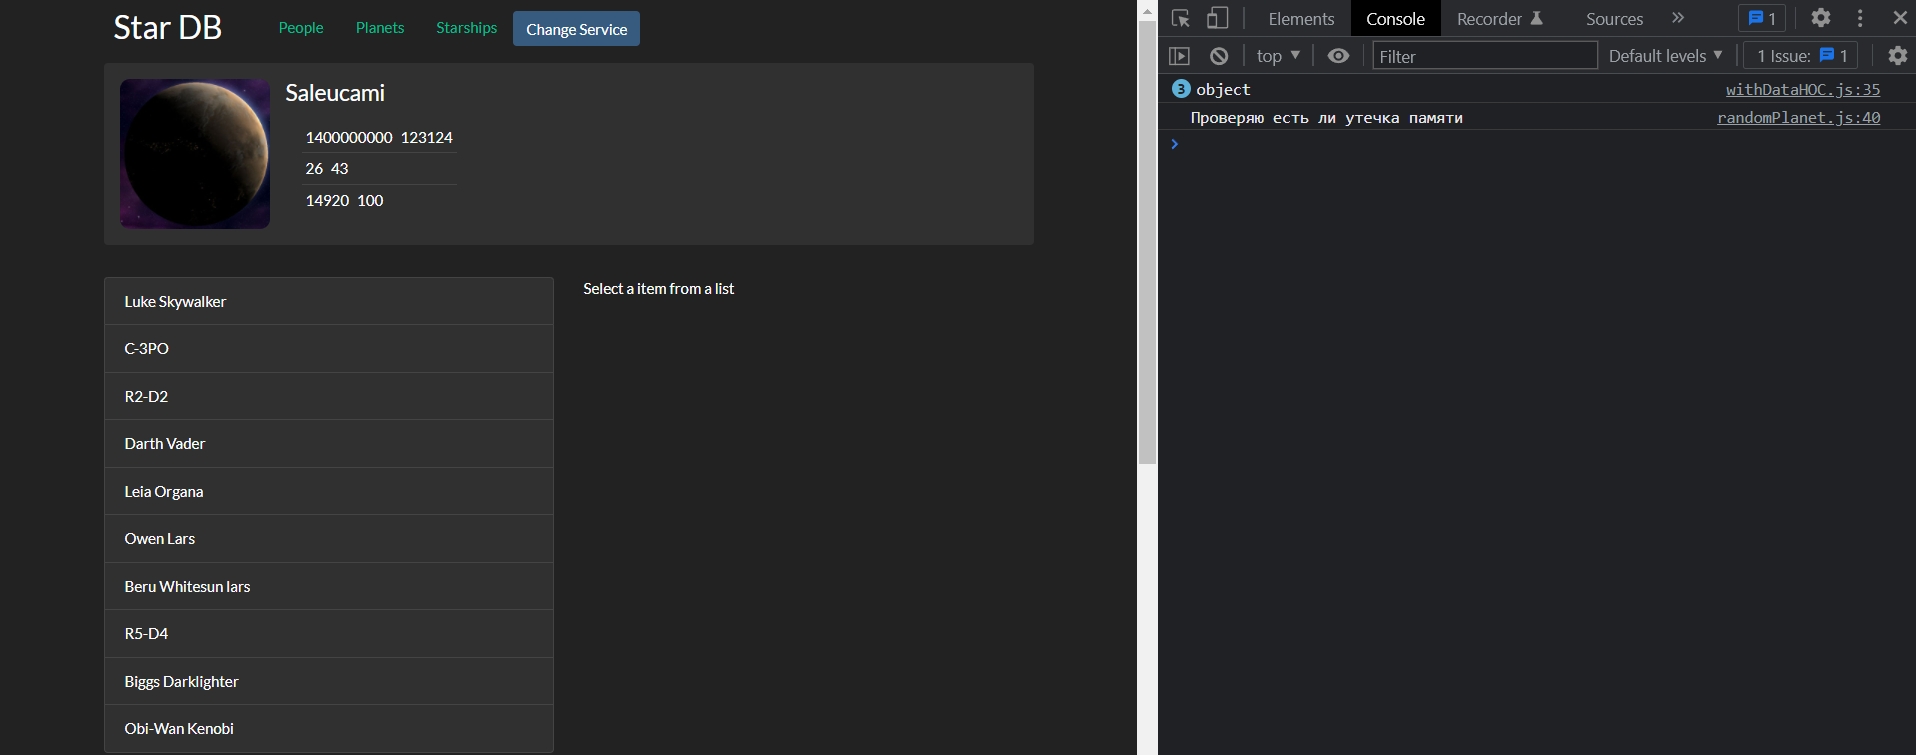 Star DB People Planets Starships Change Service
Saleucami
1400000000 123124
26 43
14920 100
Luke Skywalker
C-3PO
R2-D2
Darth Vader
Leia Organa
Owen Lars
Beru Whitesun lars
R5-D4
Biggs Darklighter
Obi-Wan Kenobi
Select a item from a list
Elements Console Recorder Sources » 1
top Filter Default levels 1 Issue: 1
3 object withDataHOC.js:35
Проверяю есть ли утечка памяти randomPlanet.js:40